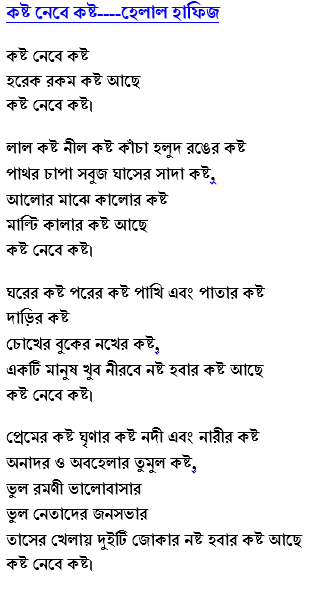 কষ্ট নেবে কষ্ট----হেলাল হাফিজ
কষ্ট নেবে কষ্ট
হরেক রকম কষ্ট আছে
কষ্ট নেবে কষ্ট।
লাল কষ্ট নীল কষ্ট কাঁচা হলুদ রঙের কষ্ট
পাথর চাপা সবুজ ঘাসের সাদা কষ্ট,
আলোর মাঝে কালোর কষ্ট
মাল্টি কালার কষ্ট আছে
কষ্ট নেবে কষ্ট।
ঘরের কষ্ট পরের কষ্ট পাখি এবং পাতার কষ্ট
দাড়ির কষ্ট
চোখের বুকের নখের কষ্ট,
একটি মানুষ খুব নীরবে নষ্ট হবার কষ্ট আছে
কষ্ট নেবে কষ্ট।
প্রেমের কষ্ট ঘৃণার কষ্ট নদী এবং নারীর কষ্ট
অনাদর ও অবহেলার তুমুল কষ্ট,
ভুল রমণী ভালোবাসার
ভুল নেতাদের জনসভার
তাসের খেলায় দুইটি জোকার নষ্ট হবার কষ্ট আছে
কষ্ট নেবে কষ্ট।